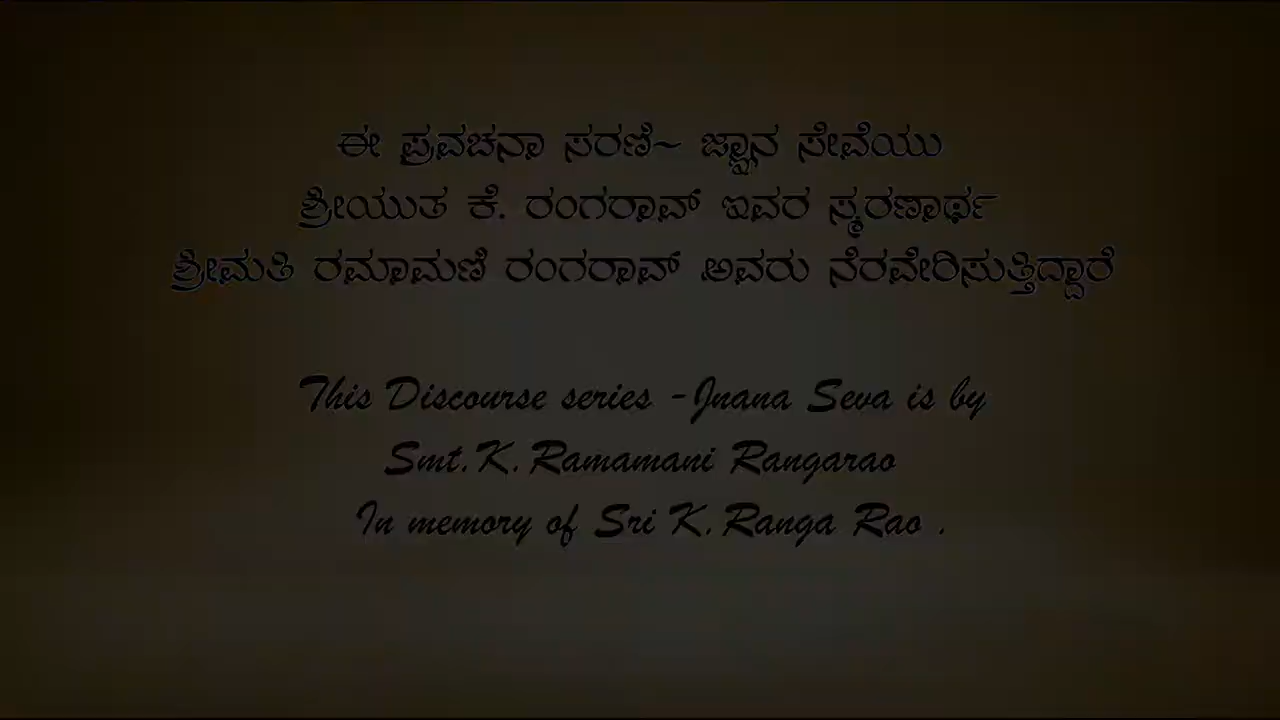 ಈ ಪ್ರವಚನಾ ಸರಣಿ~ ಜ್ಞಾನ ಸೇವೆಯು
ಶ್ರೀಯುತ ಕೆ. ರಂಗರಾವ್ ಇವರ ಸ್ಮರಣಾರ್ಥ
ಶ್ರೀಮತಿ ರಮಾಮಣಿ ರಂಗರಾವ್ ಅವರು ನೆರವೇರಿಸುತ್ತಿದ್ದಾರೆ
This Discourse series -Jnana Seva is by
Smt.K.Ramamani Rangarao
In memory of Sri K.Ranga Rao .